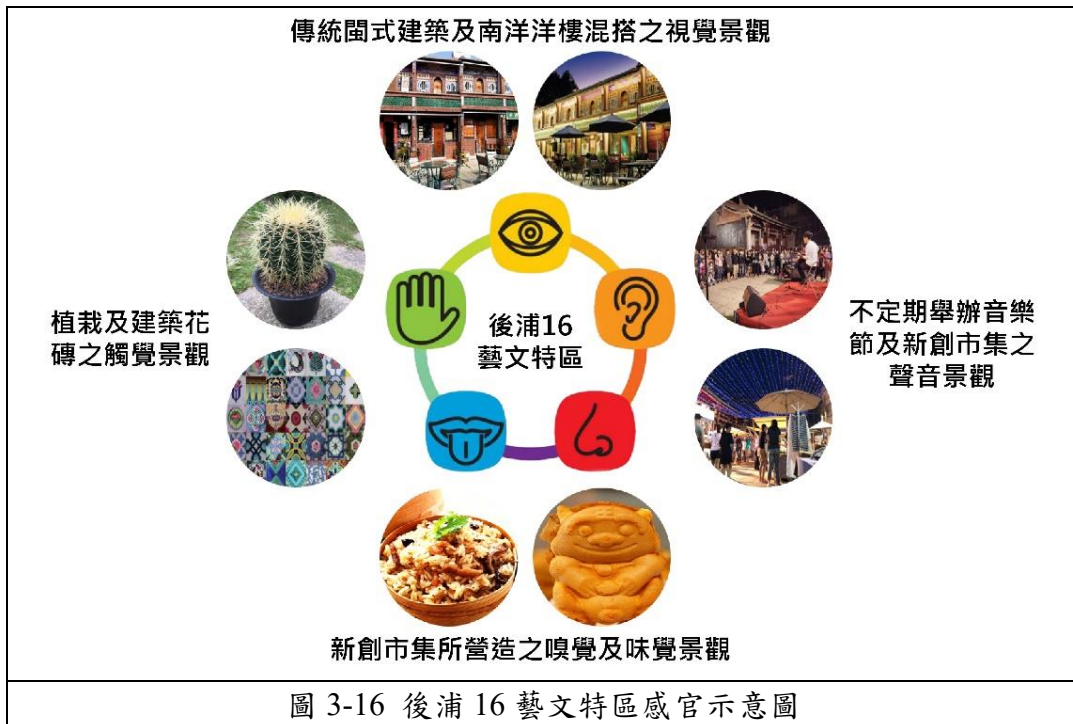 傳統閩式建築及南洋洋樓混搭之視覺景觀
後浦16
藝文特區
植栽及建築花
磚之觸覺景觀
不定期舉辦音樂
節及新創市集之
聲音景觀
新創市集所營造之嗅覺及味覺景觀
圖 3-16 後浦 16 藝文特區感官示意圖